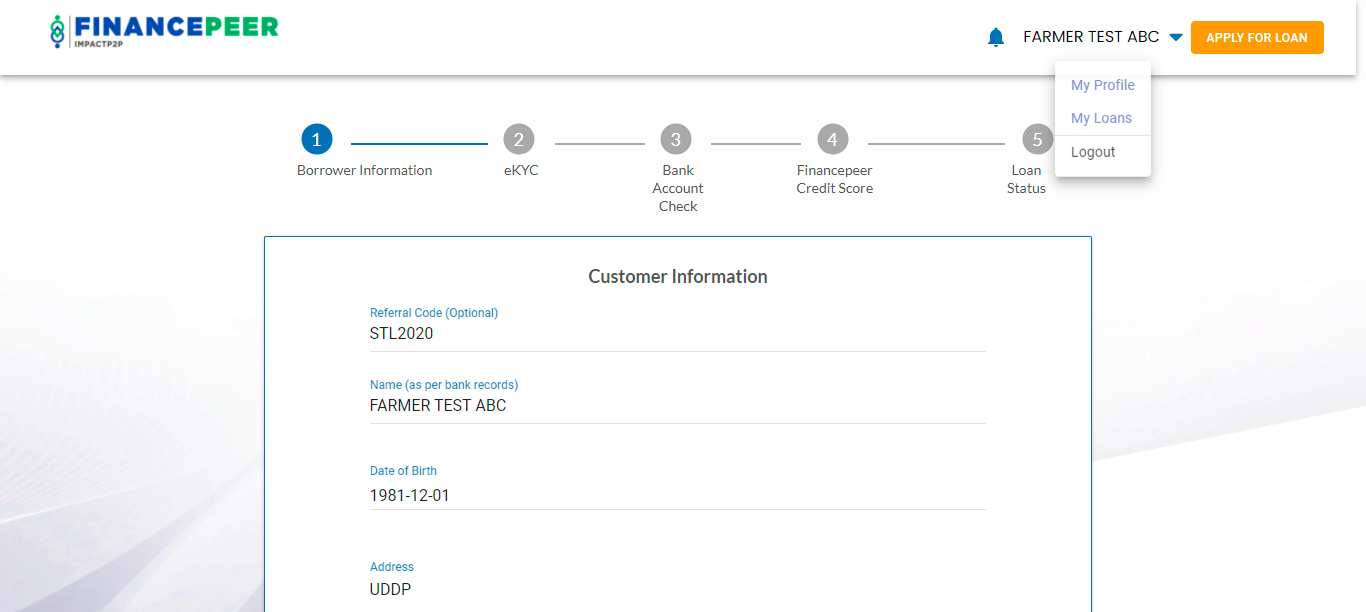 FINANCEPEER
IMPACTP2P
FARMER TEST ABC
APPLY FOR LOAN
My Profile
My Loans
Logout
1
Borrower Information
2
eKYC
3
Bank
Account
Check
4
Financepeer
Credit Score
5
Loan
Status
Customer Information
Referral Code (Optional)
STL2020
Name (as per bank records)
FARMER TEST ABC
Date of Birth
1981-12-01
Address
UDDP